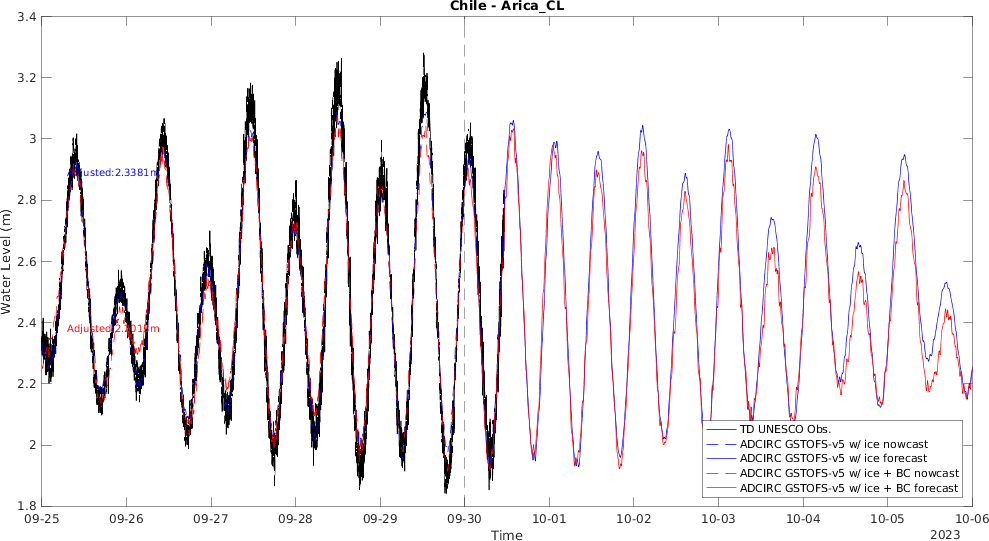 Chile - Arica_CL
3.4
3.2
3
2.8
2.6
2.4
2.2
2
1.8
Water Level (m)
Adjusted:2.3381m
TD UNESCO Obs.
ADCIRC GSTOFS-v5 w/ ice nowcast
ADCIRC GSTOFS-v5 w/ ice forecast
ADCIRC GSTOFS-v5 w/ ice + BC nowcast
ADCIRC GSTOFS-v5 w/ ice + BC forecast
09-25
09-26
09-27
09-28
09-29
09-30
10-01
10-02
10-03
10-04
10-05
10-06
Time
2023